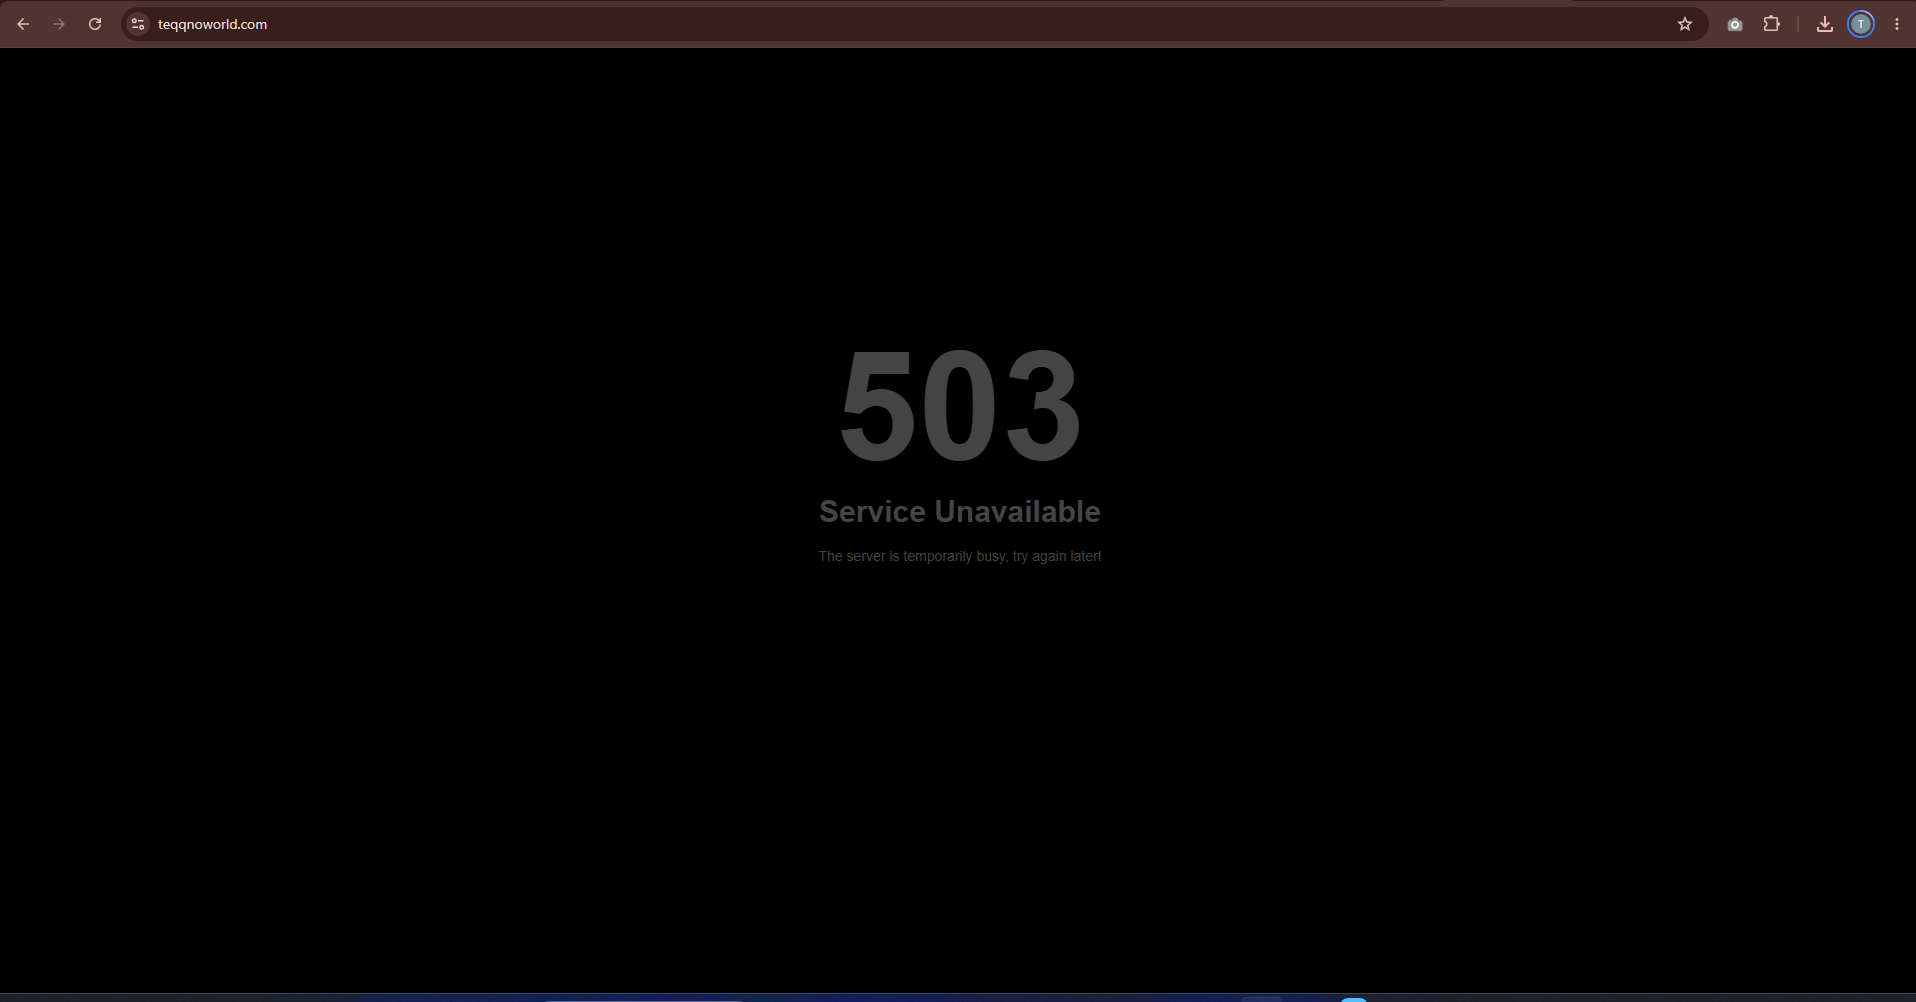 teqqnoworld.com
T
503
Service Unavailable
The server is temporarily busy, try again later!